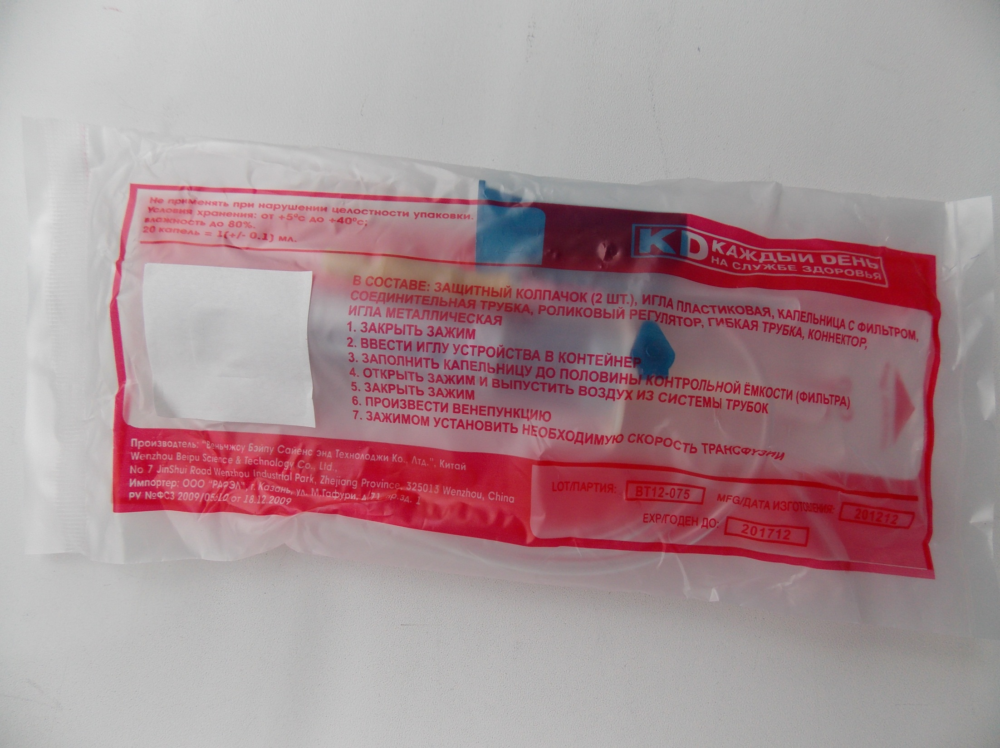 Не применять при нарушении целостности упаковки.
Условия хранения: от +5°с до +40°с;
влажность до 80%.
20 капель = 1(+/- 0.1) мл.
KD КАЖДЫЙ DЕНЬ
НА СЛУЖБЕ ЗДОРОВЬЯ
В СОСТАВЕ: ЗАЩИТНЫЙ КОЛПАЧОК (2 ШТ.), ИГЛА ПЛАСТИКОВАЯ, КАПЕЛЬНИЦА С ФИЛЬТРОМ,
СОЕДИНИТЕЛЬНАЯ ТРУБКА, РОЛИКОВЫЙ РЕГУЛЯТОР, ГИБКАЯ ТРУБКА, КОННЕКТОР,
ИГЛА МЕТАЛЛИЧЕСКАЯ
1. ЗАКРЫТЬ ЗАЖИМ
2. ВВЕСТИ ИГЛУ УСТРОЙСТВА В КОНТЕЙНЕР
3. ЗАПОЛНИТЬ КАПЕЛЬНИЦУ ДО ПОЛОВИНЫ КОНТРОЛЬНОЙ ЁМКОСТИ (ФИЛЬТРА)
4. ОТКРЫТЬ ЗАЖИМ И ВЫПУСТИТЬ ВОЗДУХ ИЗ СИСТЕМЫ ТРУБОК
5. ЗАКРЫТЬ ЗАЖИМ
6. ПРОИЗВЕСТИ ВЕНЕПУНКЦИЮ
7. ЗАЖИМОМ УСТАНОВИТЬ НЕОБХОДИМУЮ СКОРОСТЬ ТРАНСФУЗИИ
Производтель: "Веньчжоу Бэйпу Сайенс энд Технолоджи Ко., Лтд.", Китай
Wenzhou Beipu Science & Technology Co., Ltd.,
No 7 JinShui Road Wenzhou Industrial Park, Zhejiang Province, 325013 Wenzhou, China
Импортер: ООО "РАФЭЛ", г. Казань, ул. М.Гафури, д.71 пр.зд. 1
РУ №ФСЗ 2009/05610 от 18.12.2009
LOT/ПАРТИЯ: BT12-075 MFG/ДАТА ИЗГОТОВЛЕНИЯ: 201212
EXP/ГОДЕН ДО: 201712